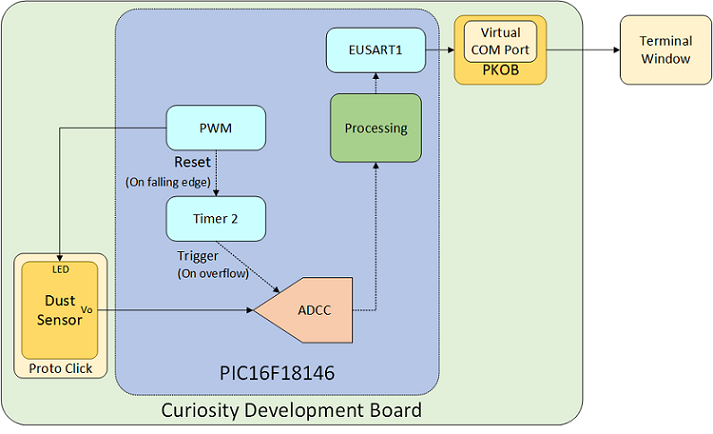 EUSART1
Virtual
COM Port
PKOB
Terminal
Window
PWM
Processing
Reset
(On falling edge)
Timer 2
Trigger
(On overflow)
LED
Dust
Sensor
Vo
ADCC
Proto Click
PIC16F18146
Curiosity Development Board